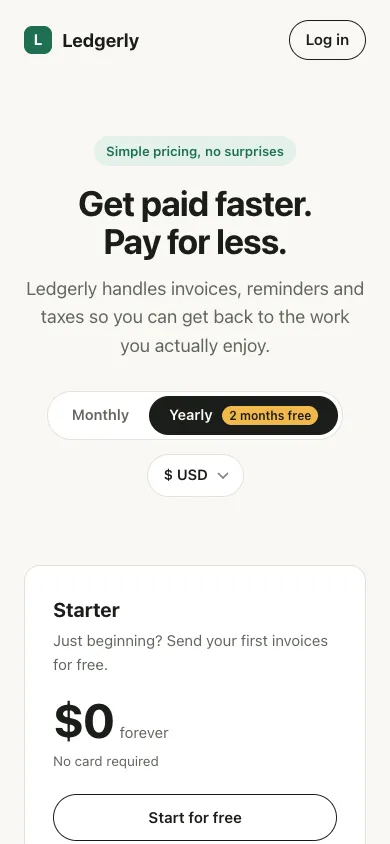 L Ledgerly
Log in
Simple pricing, no surprises
Get paid faster.
Pay for less.
Ledgerly handles invoices, reminders and
taxes so you can get back to the work
you actually enjoy.
Monthly
Yearly 2 months free
$ USD
Starter
Just beginning? Send your first invoices
for free.
$0 forever
No card required
Start for free